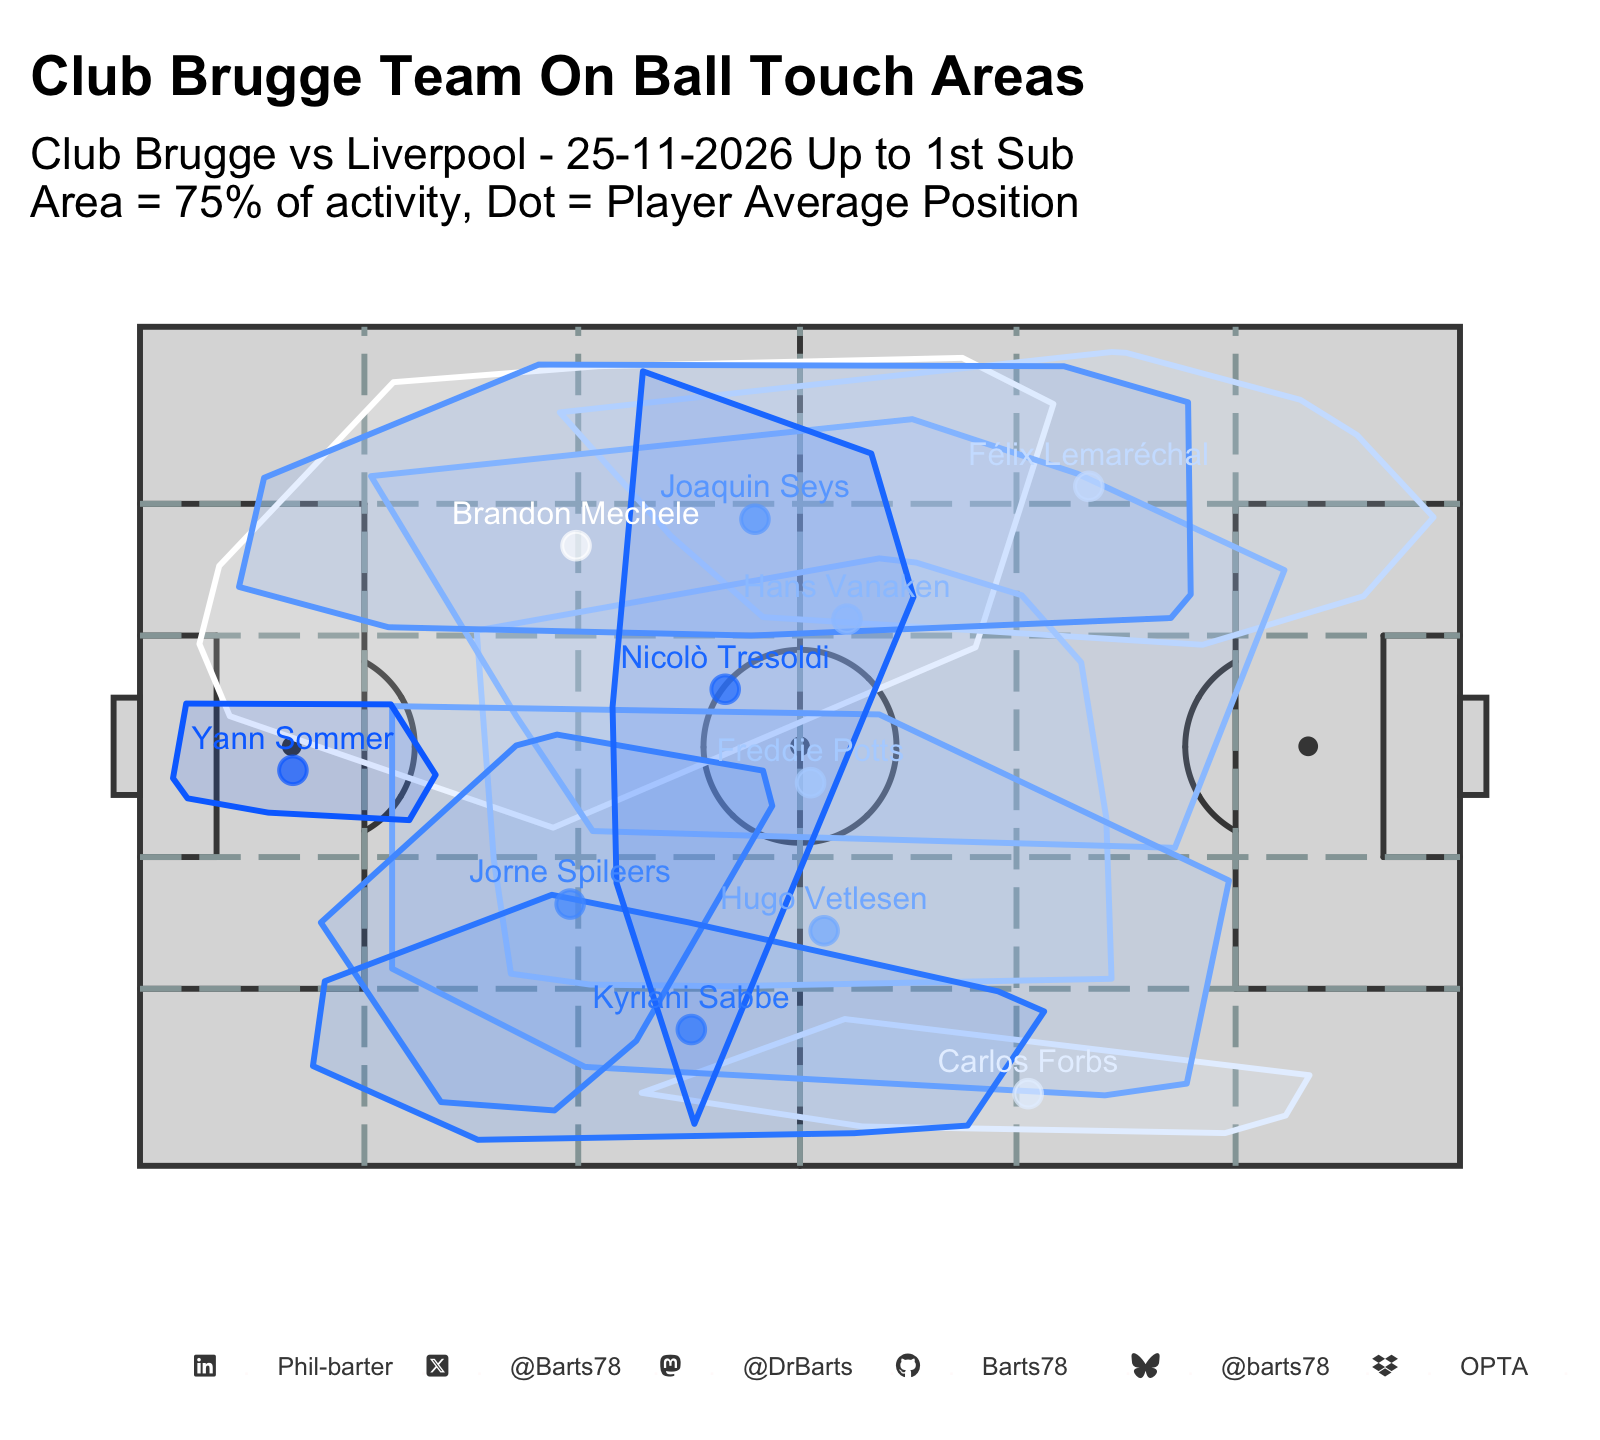 Club Brugge Team On Ball Touch Areas
Club Brugge vs Liverpool - 25-11-2026 Up to 1st Sub
Area = 75% of activity, Dot = Player Average Position
Félix Lemaréchal
Joaquin Seys
Brandon Mechele
Hans Vanaken
Nicolò Tresoldi
Yann Sommer
Freddie Potts
Jorne Spileers
Hugo Vetlesen
Kyriani Sabbe
Carlos Forbs
Phil-barter
@Barts78
@DrBarts
Barts78
@barts78
OPTA